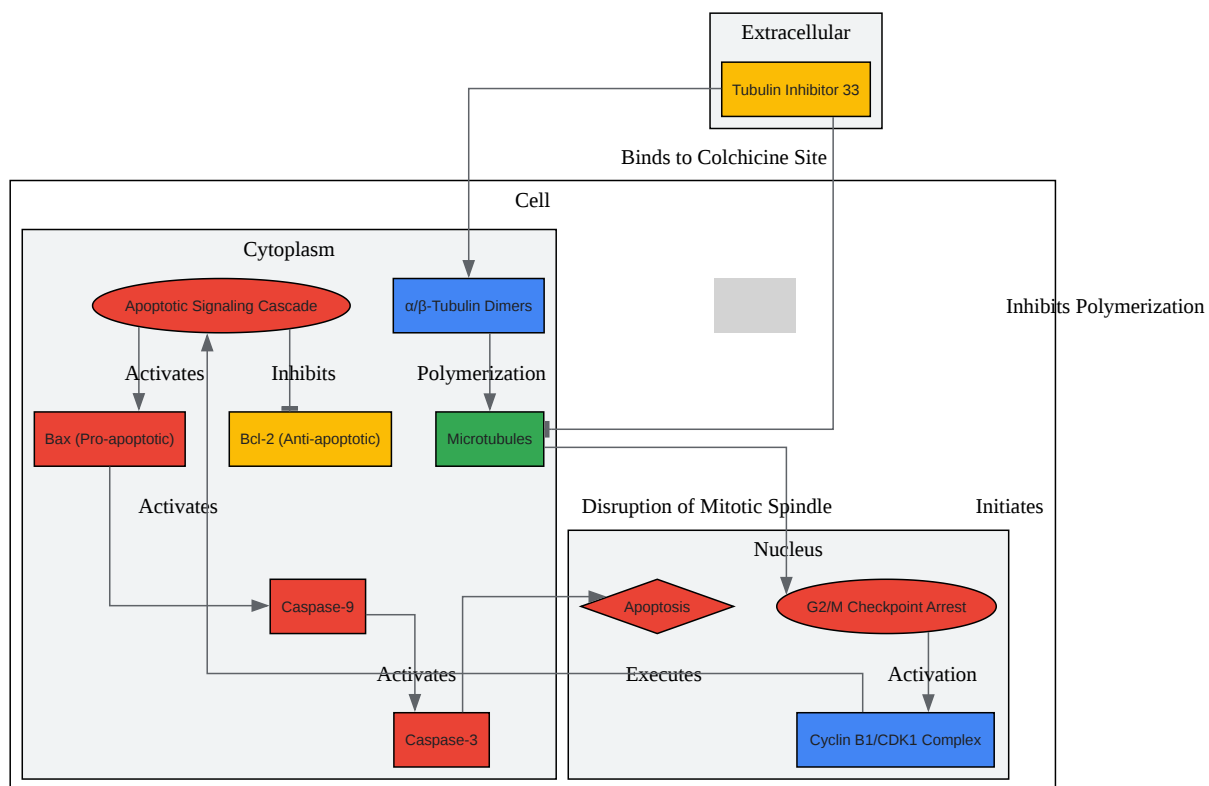 Extracellular
Tubulin Inhibitor 33
Binds to Colchicine Site
Cell
Cytoplasm
Apoptotic Signaling Cascade
α/β-Tubulin Dimers
Inhibits Polymerization
Activates
Inhibits
Polymerization
Bax (Pro-apoptotic)
Bcl-2 (Anti-apoptotic)
Microtubules
Activates
Disruption of Mitotic Spindle
Initiates
Nucleus
Caspase-9
Apoptosis
G2/M Checkpoint Arrest
Activates
Executes
Activation
Caspase-3
Cyclin B1/CDK1 Complex